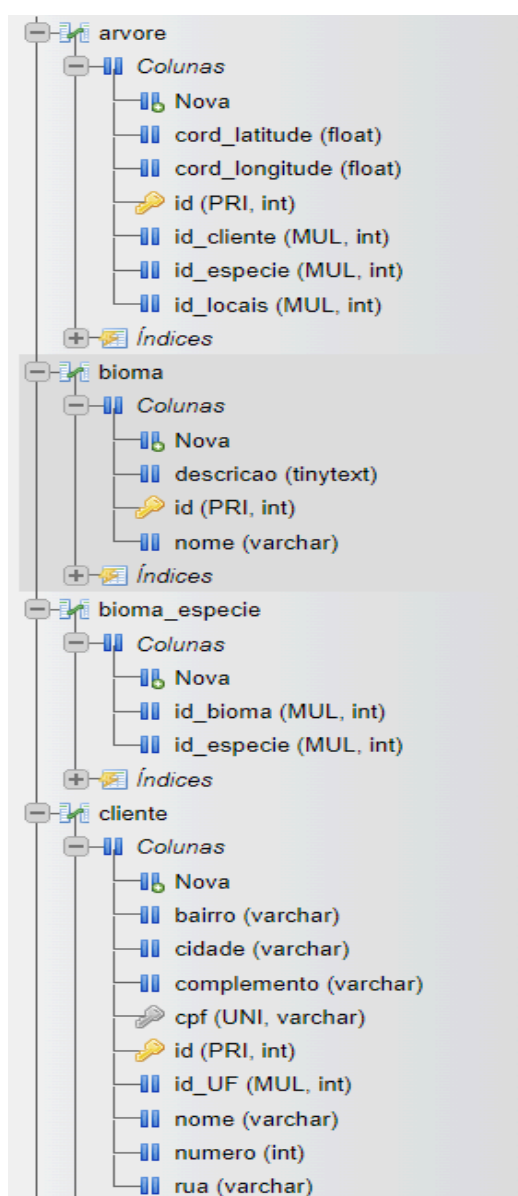 arvore
Colunas
Nova
cord_latitude (float)
cord_longitude (float)
id (PRI, int)
id_cliente (MUL, int)
id_especie (MUL, int)
id_locais (MUL, int)
Índices
bioma
Colunas
Nova
descricao (tinytext)
id (PRI, int)
nome (varchar)
Índices
bioma_especie
Colunas
Nova
id_bioma (MUL, int)
id_especie (MUL, int)
Índices
cliente
Colunas
Nova
bairro (varchar)
cidade (varchar)
complemento (varchar)
cpf (UNI, varchar)
id (PRI, int)
id_UF (MUL, int)
nome (varchar)
numero (int)
rua (varchar)